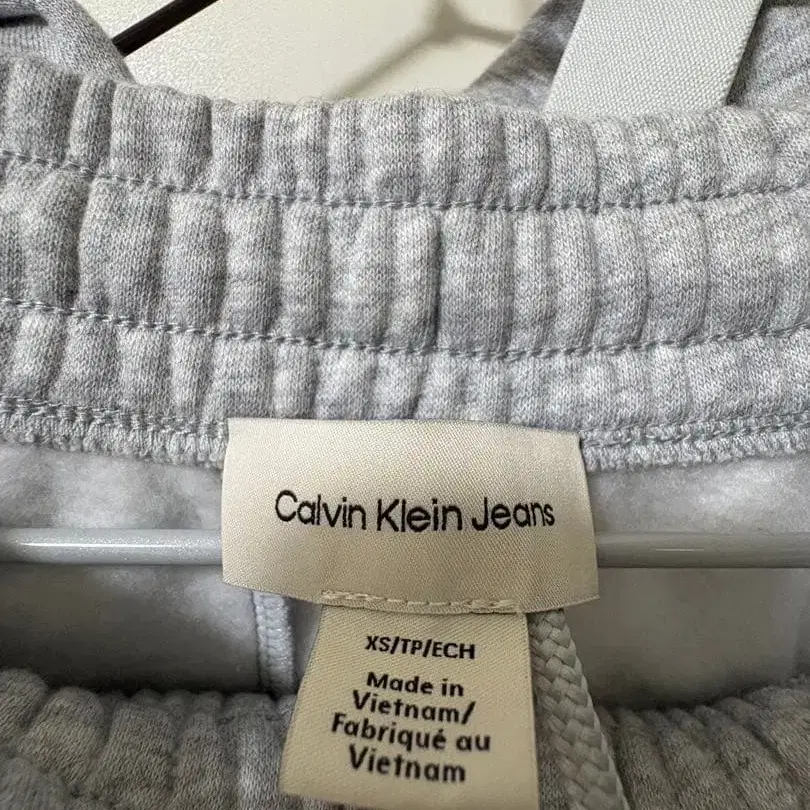 Calvin Klein Jeans
XS/TP/ECH
Made in
Vietnam/
Fabriqué au
Vietnam